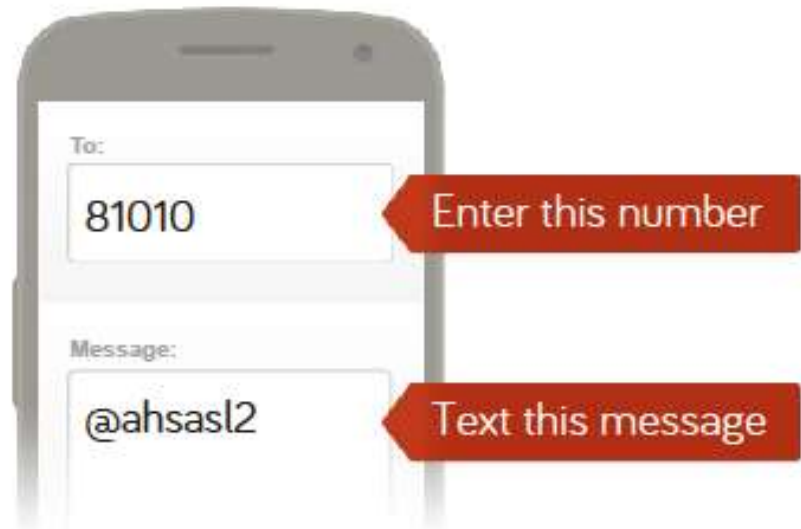 To:
81010
Enter this number
Message:
@ahsasl2
Text this message